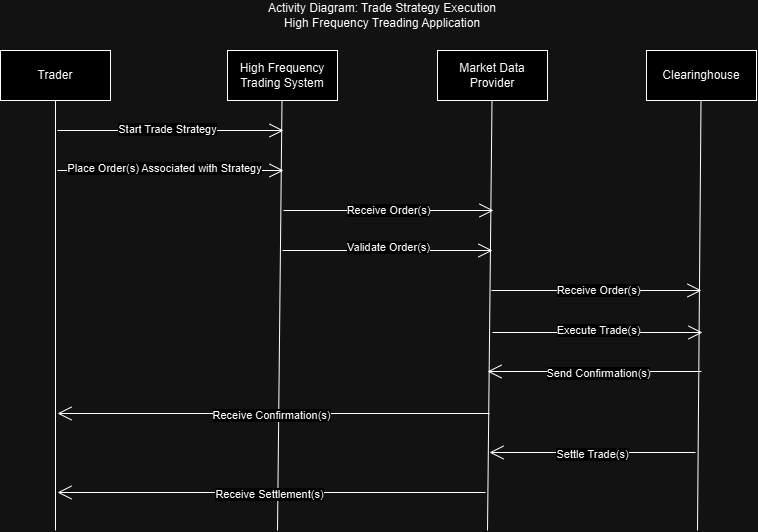 Activity Diagram: Trade Strategy Execution
High Frequency Treading Application
Trader
High Frequency
Trading System
Market Data
Provider
Clearinghouse
Start Trade Strategy
Place Order(s) Associated with Strategy
Receive Order(s)
Validate Order(s)
Receive Order(s)
Execute Trade(s)
Send Confirmation(s)
Receive Confirmation(s)
Settle Trade(s)
Receive Settlement(s)